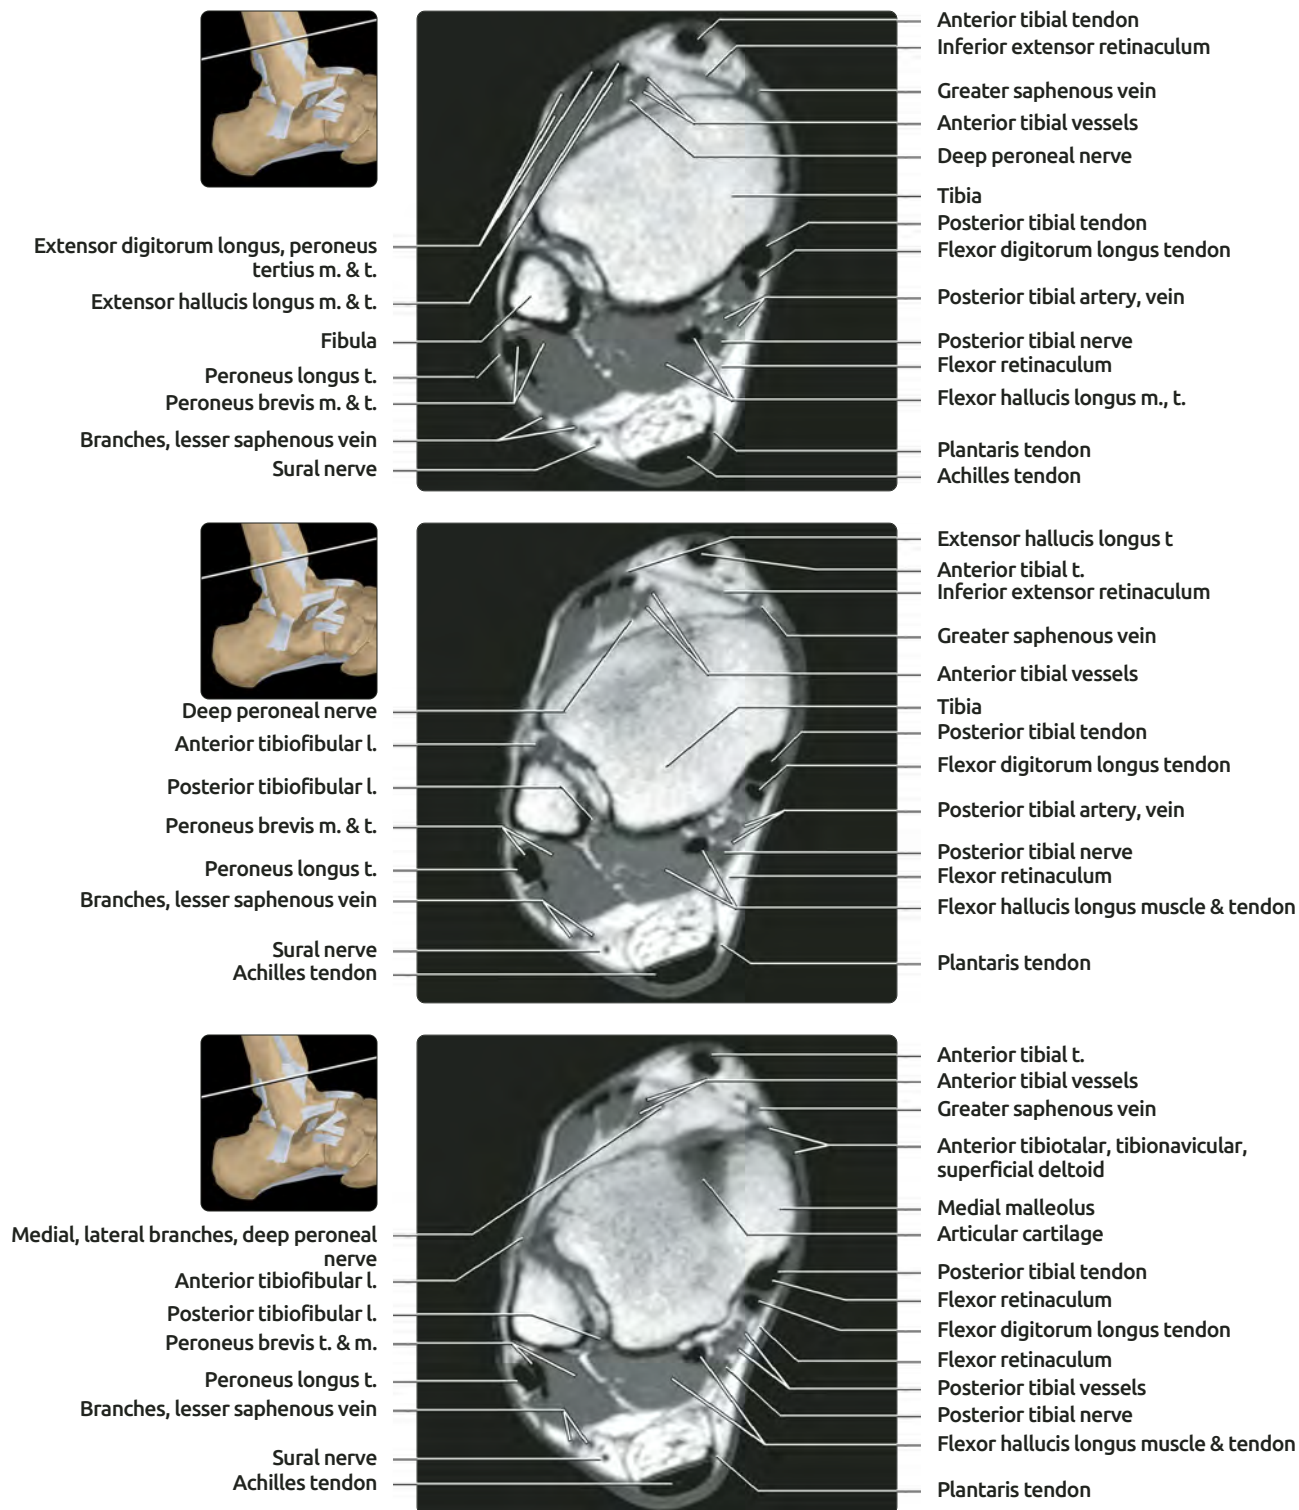 Anterior tibial tendon
Inferior extensor retinaculum
Greater saphenous vein
Anterior tibial vessels
Deep peroneal nerve
Tibia
Posterior tibial tendon
Flexor digitorum longus tendon
Posterior tibial artery, vein
Posterior tibial nerve
Flexor retinaculum
Flexor hallucis longus m., t.
Plantaris tendon
Achilles tendon
Extensor digitorum longus, peroneus
tertius m. & t.
Extensor hallucis longus m. & t.
Fibula
Peroneus longus t.
Peroneus brevis m. & t.
Branches, lesser saphenous vein
Sural nerve
Extensor hallucis longus t
Anterior tibial t.
Inferior extensor retinaculum
Greater saphenous vein
Anterior tibial vessels
Tibia
Posterior tibial tendon
Flexor digitorum longus tendon
Posterior tibial artery, vein
Posterior tibial nerve
Flexor retinaculum
Flexor hallucis longus muscle & tendon
Plantaris tendon
Deep peroneal nerve
Anterior tibiofibular l.
Posterior tibiofibular l.
Peroneus brevis m. & t.
Peroneus longus t.
Branches, lesser saphenous vein
Sural nerve
Achilles tendon
Anterior tibial t.
Anterior tibial vessels
Greater saphenous vein
Anterior tibiotalar, tibionavicular,
superficial deltoid
Medial malleolus
Articular cartilage
Posterior tibial tendon
Flexor retinaculum
Flexor digitorum longus tendon
Flexor retinaculum
Posterior tibial vessels
Posterior tibial nerve
Flexor hallucis longus muscle & tendon
Plantaris tendon
Medial, lateral branches, deep peroneal
nerve
Anterior tibiofibular l.
Posterior tibiofibular l.
Peroneus brevis t. & m.
Peroneus longus t.
Branches, lesser saphenous vein
Sural nerve
Achilles tendon